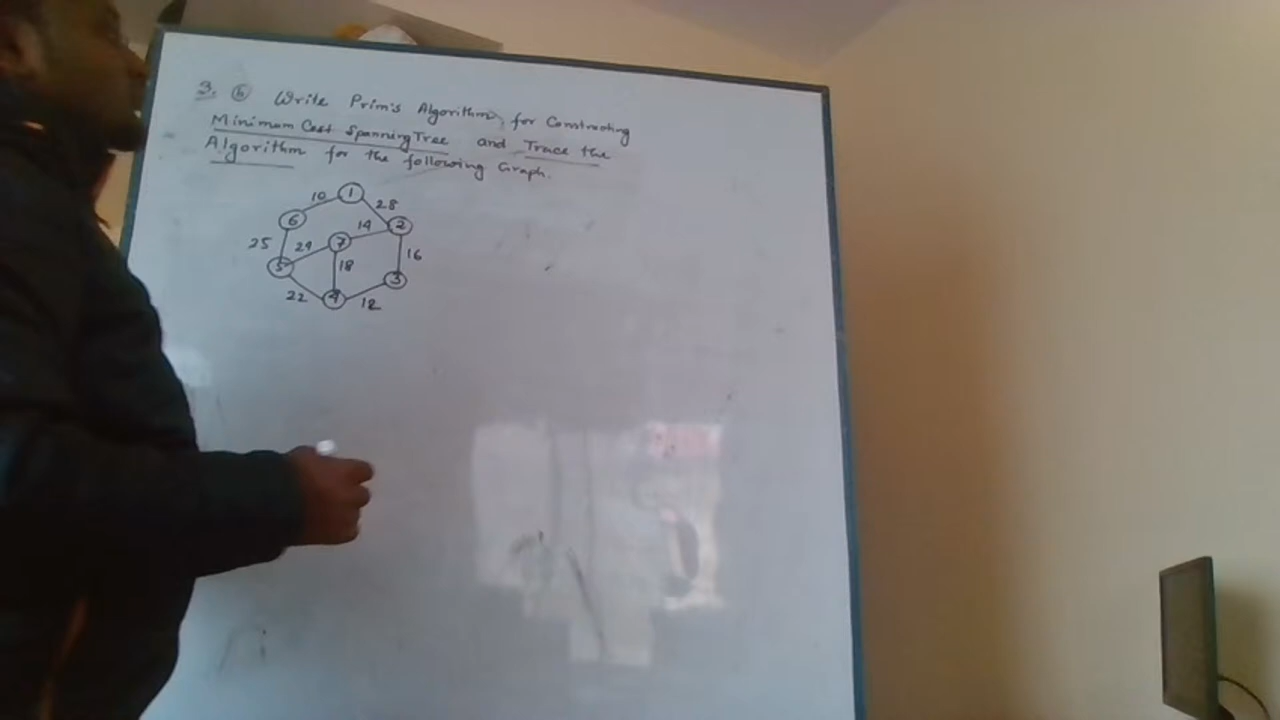 3. (b) Write Prim's Algorithm, for Constructing
Minimum Cost Spanning Tree and Trace the
Algorithm for the following Graph.
10 1 28
6 14 2
25 24 7 16
5 18 3
22 4 12